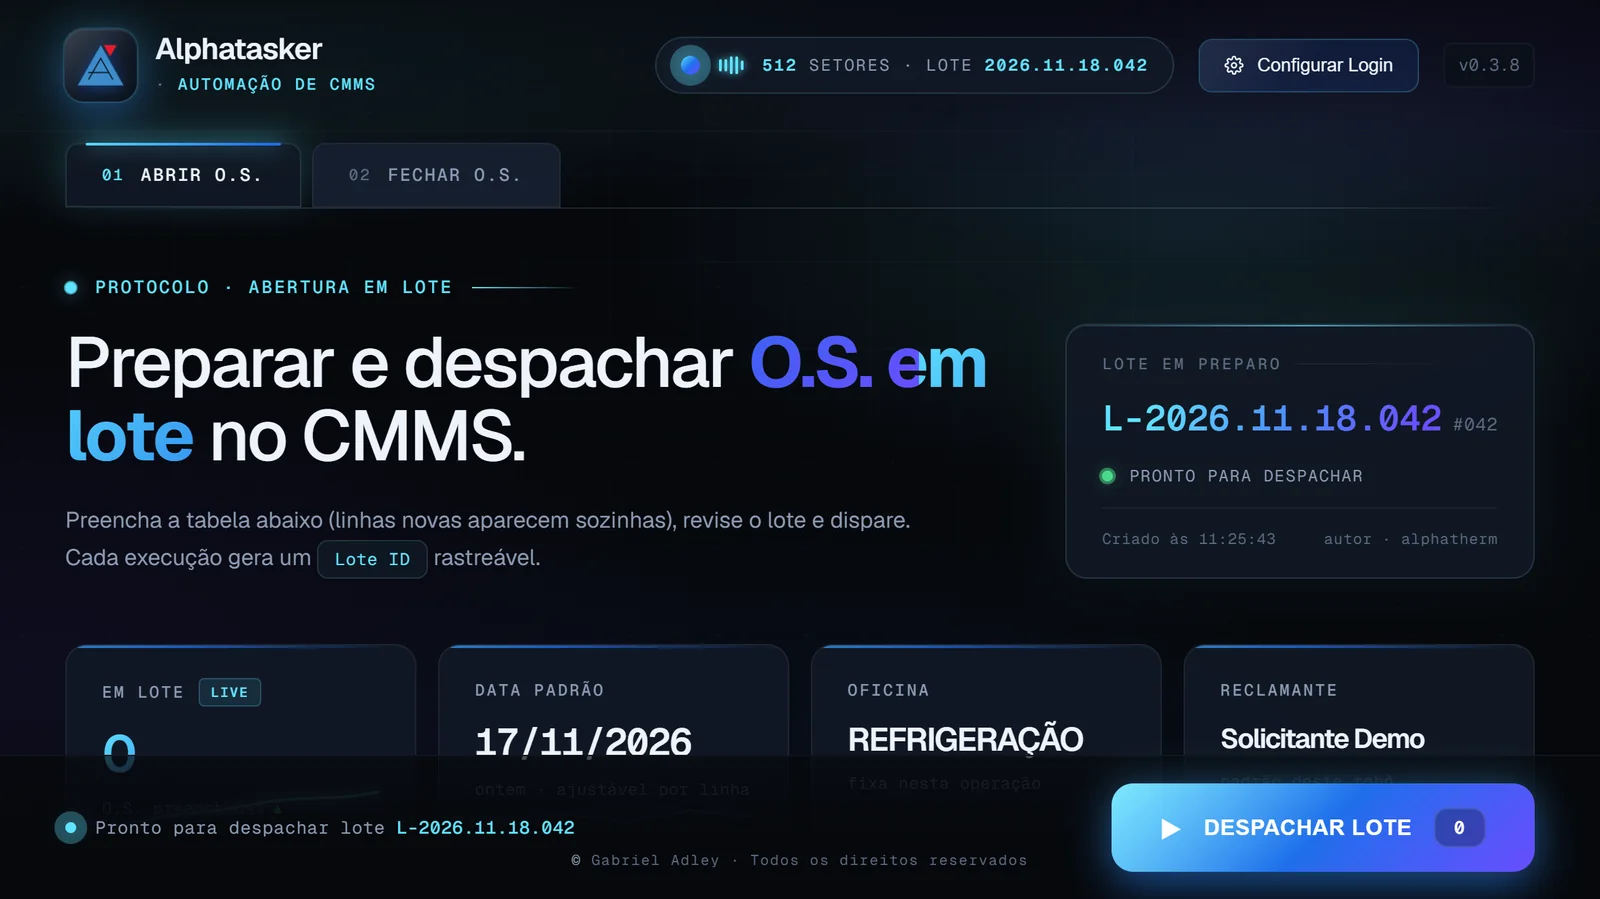 Alphatasker
· AUTOMAÇÃO DE CMMS
512 SETORES · LOTE 2026.11.18.042
Configurar Login
v0.3.8
01 ABRIR O.S.
02 FECHAR O.S.
PROTOCOLO · ABERTURA EM LOTE
Preparar e despachar O.S. em
lote no CMMS.
Preencha a tabela abaixo (linhas novas aparecem sozinhas), revise o lote e dispare.
Cada execução gera um Lote ID rastreável.
LOTE EM PREPARO
L-2026.11.18.042 #042
PRONTO PARA DESPACHAR
Criado às 11:25:43
autor · alphatherm
EM LOTE LIVE
0
DATA PADRÃO
17/11/2026
ontem · ajustável por linha
OFICINA
REFRIGERAÇÃO
fixa nesta operação
RECLAMANTE
Solicitante Demo
Pronto para despachar lote L-2026.11.18.042
© Gabriel Adley · Todos os direitos reservados
DESPACHAR LOTE 0